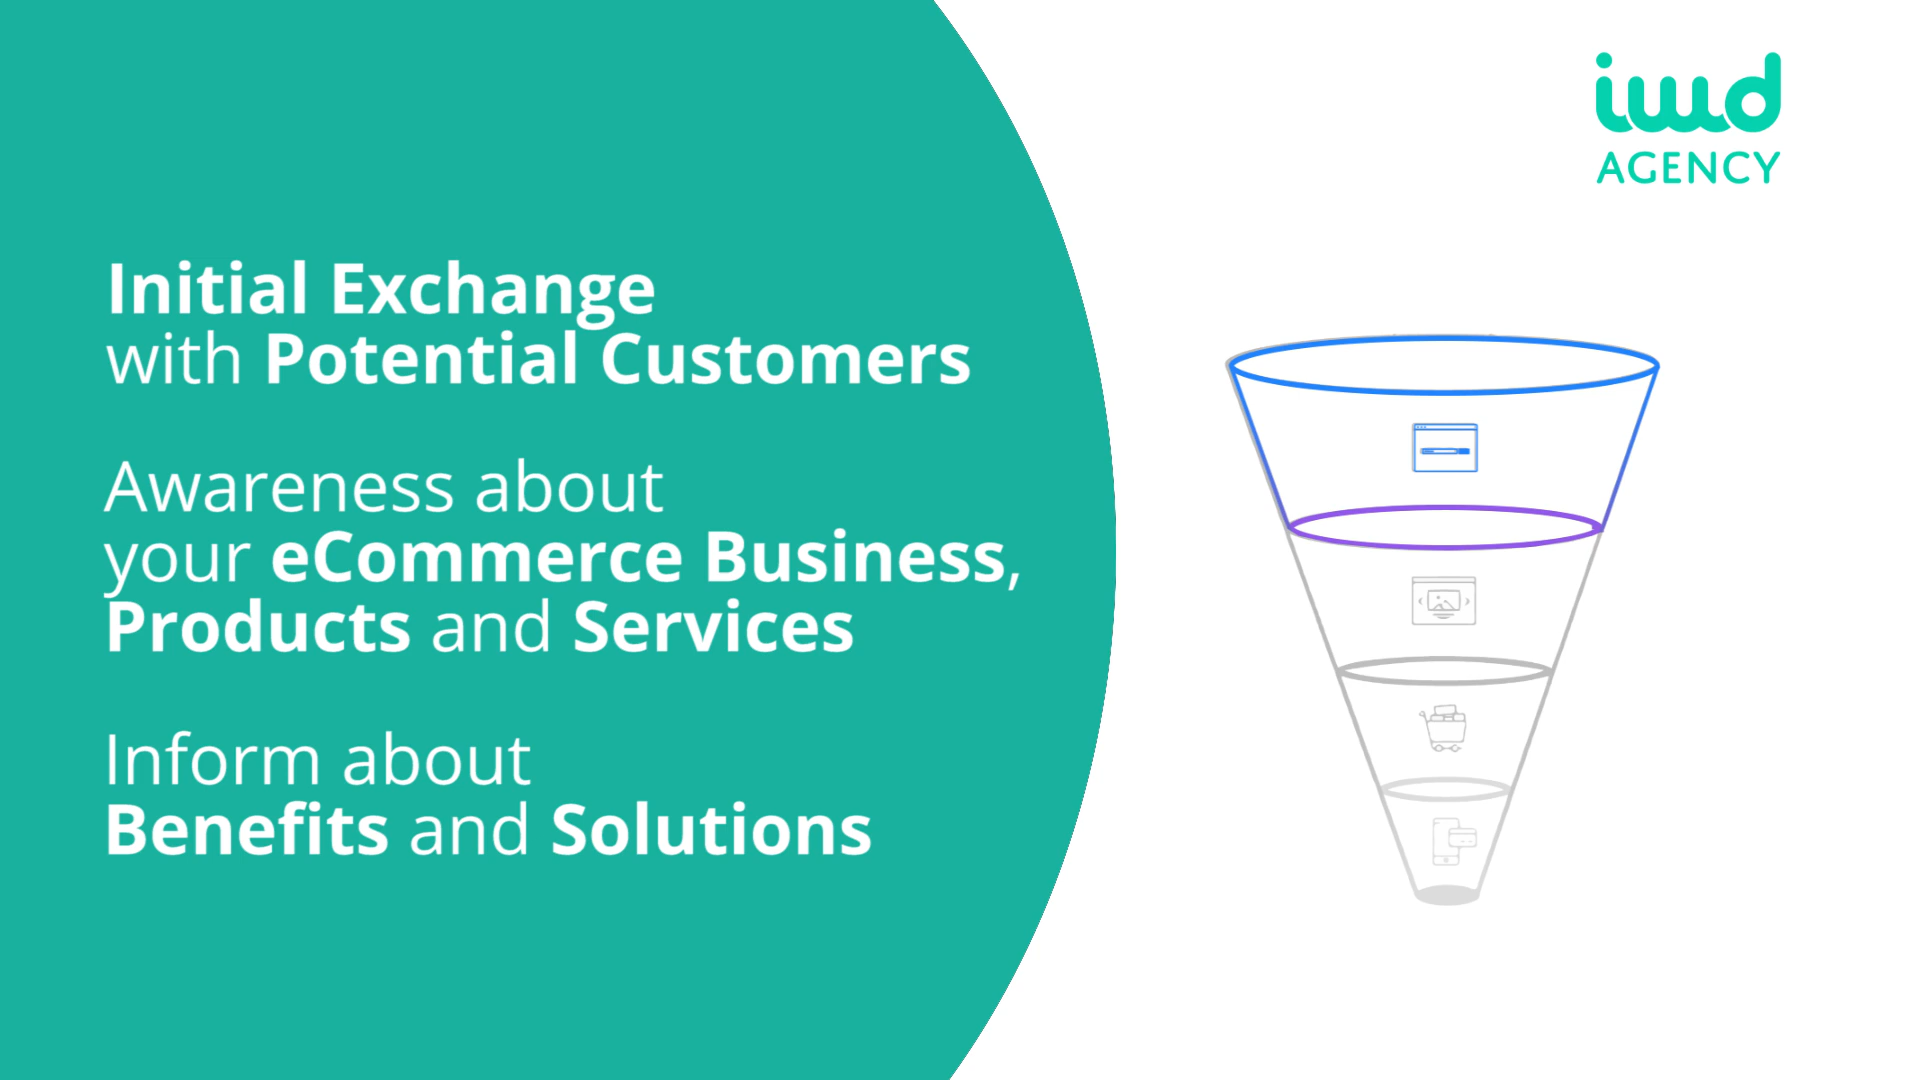 iwd
AGENCY
Initial Exchange
with Potential Customers
Awareness about
your eCommerce Business,
Products and Services
Inform about
Benefits and Solutions